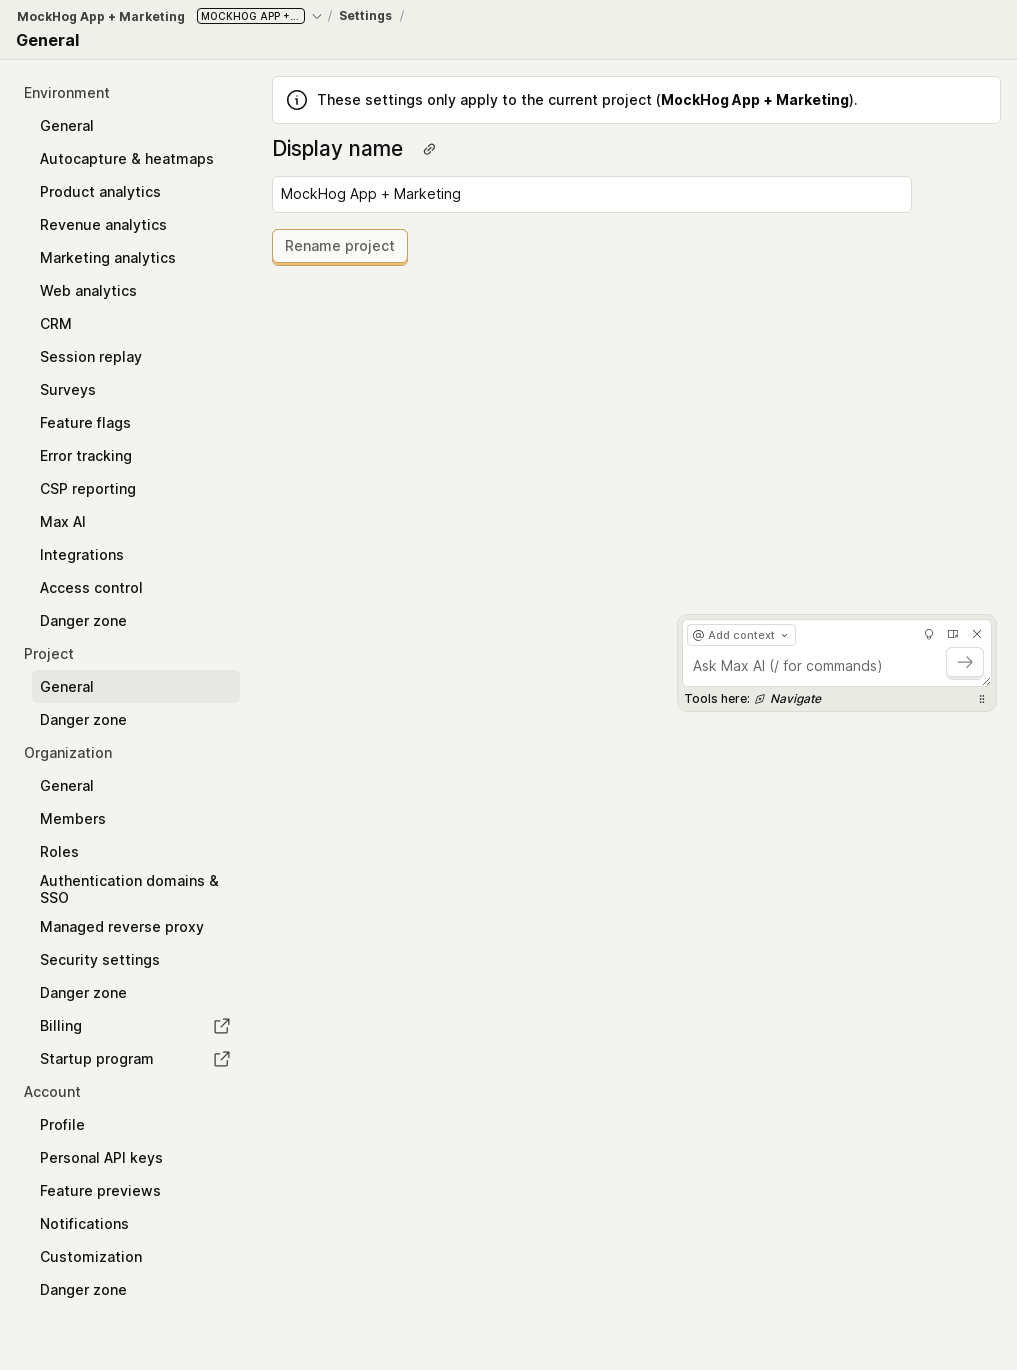 MockHog App + Marketing
MOCKHOG APP +...
/
Settings
/
General
Environment
General
Autocapture & heatmaps
Product analytics
Revenue analytics
Marketing analytics
Web analytics
CRM
Session replay
Surveys
Feature flags
Error tracking
CSP reporting
Max AI
Integrations
Access control
Danger zone
Project
General
Danger zone
Organization
General
Members
Roles
Authentication domains &
SSO
Managed reverse proxy
Security settings
Danger zone
Billing
Startup program
Account
Profile
Personal API keys
Feature previews
Notifications
Customization
Danger zone
These settings only apply to the current project (MockHog App + Marketing).
Display name
MockHog App + Marketing
Rename project
@ Add context
Ask Max AI (/ for commands)
Tools here: Navigate